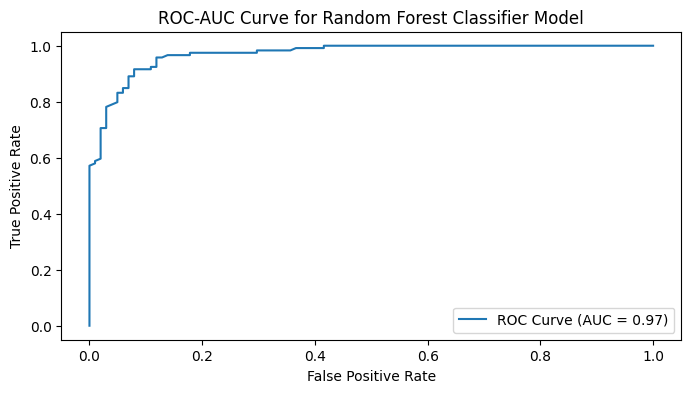 ROC-AUC Curve for Random Forest Classifier Model
True Positive Rate
1.0
0.8
0.6
0.4
0.2
0.0
ROC Curve (AUC = 0.97)
0.0 0.2 0.4 0.6 0.8 1.0
False Positive Rate